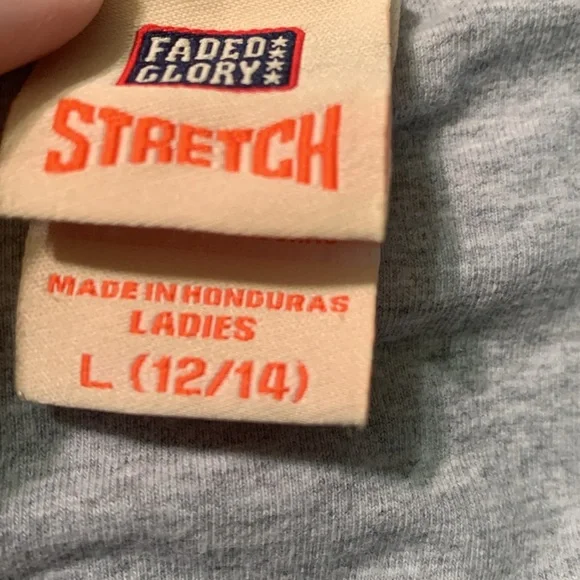 FADED
GLORY
STRETCH
MADE IN HONDURAS
LADIES
L (12/14)